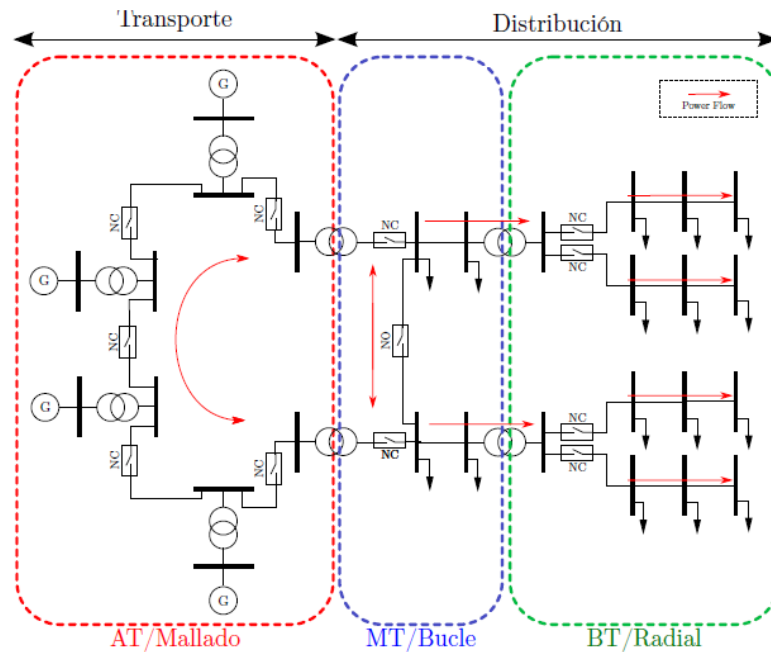 Transporte
Distribución
G
Power Flow
NC
NC
NC
NC
NC
G
NC
NO
G
NC
NC
NC
NC
NC
NC
G
AT/Mallado
MT/Bucle
BT/Radial